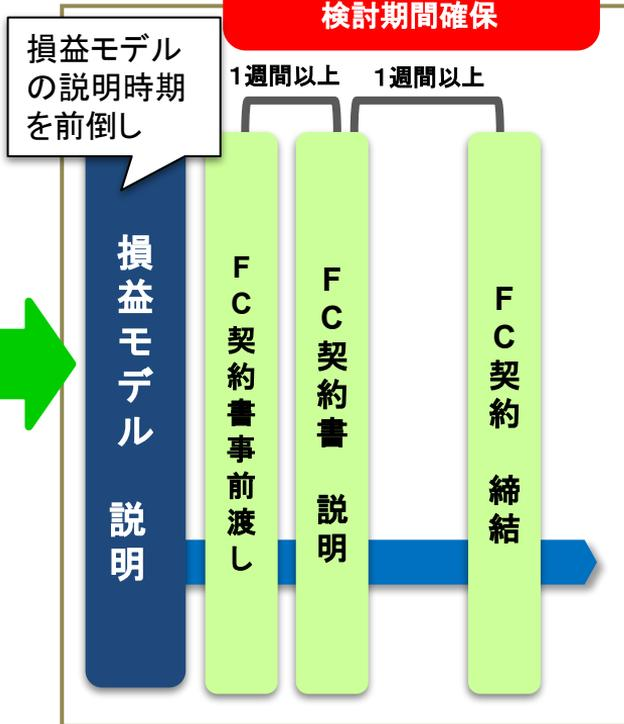 検討期間確保
損益モデル
の説明時期
を前倒し
1週間以上
1週間以上
損益モデル 説明
FC契約書事前渡し
FC契約書 説明
FC契約 締結